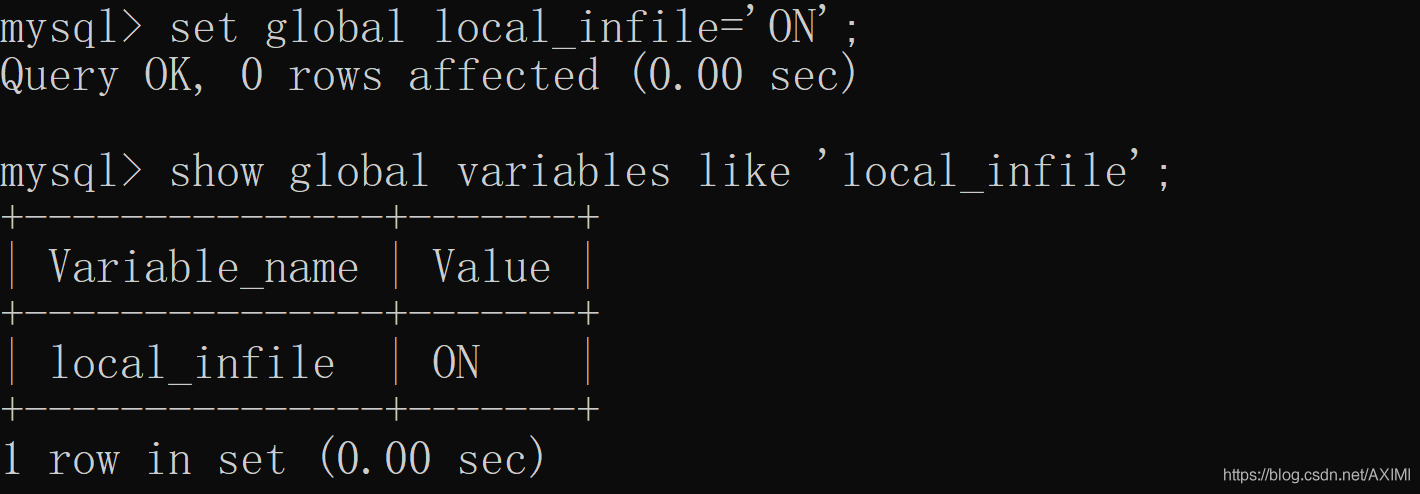 mysql> set global local_infile='ON';
Query OK, 0 rows affected (0.00 sec)
mysql> show global variables like 'local_infile';
+---------------+-------+
| Variable_name | Value |
+---------------+-------+
| local_infile  | ON    |
+---------------+-------+
1 row in set (0.00 sec)
https://blog.csdn.net/AXIMI